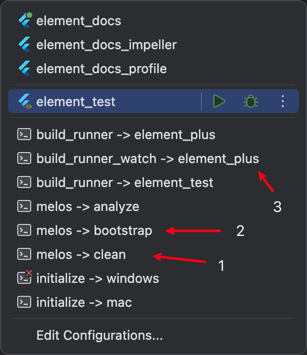 element_docs
element_docs_impeller
element_docs_profile
element_test
build_runner -> element_plus
build_runner_watch -> element_plus
build_runner -> element_test
3
melos -> analyze
melos -> bootstrap 2
melos -> clean 1
initialize -> windows
initialize -> mac
Edit Configurations...